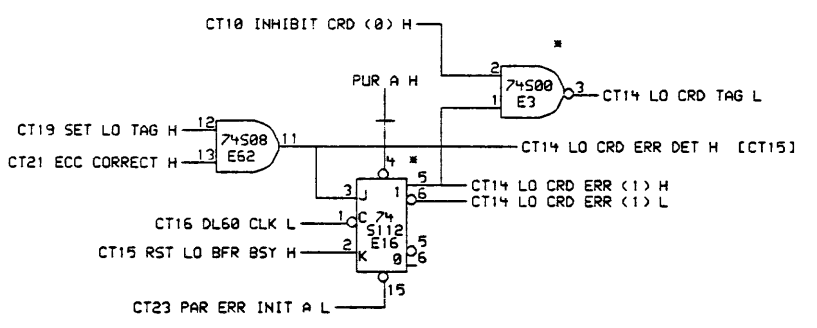 CT10 INHIBIT CRD (0) H
*
PUR A H
2
74S00
3
CT14 LO CRD TAG L
1
E3
12
CT19 SET LO TAG H
74S08
11
CT14 LO CRD ERR DET H [CT15]
CT21 ECC CORRECT H
13
E62
4
*
5
3
J
1
CT14 LO CRD ERR (1) H
6
CT14 LO CRD ERR (1) L
CT16 DL60 CLK L
1
C
74
S112
E16
5
CT15 RST LO BFR BSY H
2
K
0
6
15
CT23 PAR ERR INIT A L